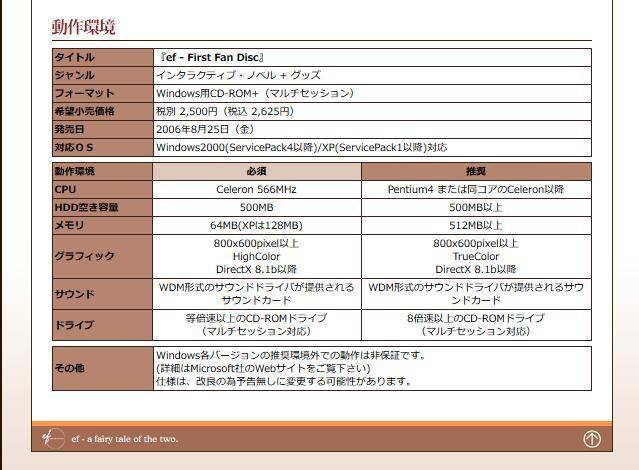 動作環境
タイトル 『ef - First Fan Disc』
ジャンル インタラクティブ・ノベル + グッズ
フォーマット Windows用CD-ROM+（マルチセッション）
希望小売価格 税別 2,500円（税込 2,625円）
発売日 2006年8月25日（金）
対応ＯＳ Windows2000(ServicePack4以降)/XP(ServicePack1以降)対応
動作環境 必須 推奨
CPU Celeron 566MHz Pentium4 または同コアのCeleron以降
HDD空き容量 500MB 500MB以上
メモリ 64MB(XPは128MB) 512MB以上
グラフィック
800x600pixel以上
HighColor
DirectX 8.1b以降
800x600pixel以上
TrueColor
DirectX 8.1b以降
サウンド
WDM形式のサウンドドライバが提供される
サウンドカード
WDM形式のサウンドドライバが提供されるサウ
ンドカード
ドライブ
等倍速以上のCD-ROMドライブ
（マルチセッション対応）
8倍速以上のCD-ROMドライブ
（マルチセッション対応）
その他
Windows各バージョンの推奨環境外での動作は非保証です。
(詳細はMicrosoft社のWebサイトをご覧下さい)
仕様は、改良の為予告無しに変更する可能性があります。
ef
ef - a fairy tale of the two.